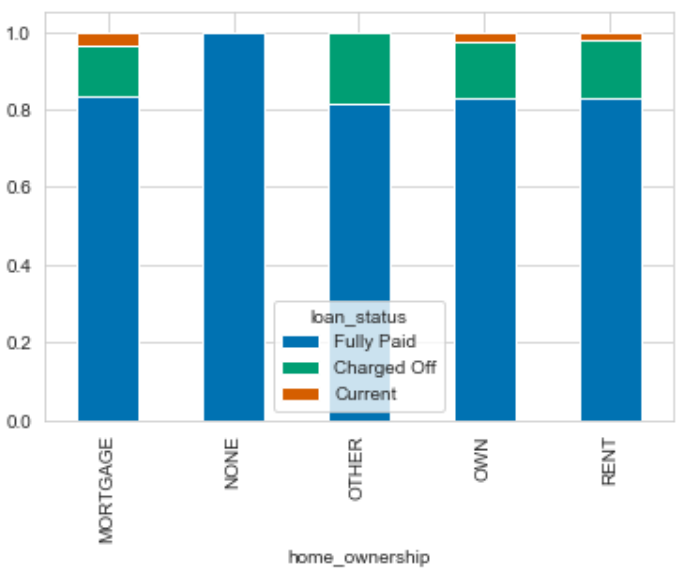 1.0
0.8
0.6
0.4
0.2
0.0
loan_status
Fully Paid
Charged Off
Current
MORTGAGE
NONE
OTHER
OWN
RENT
home_ownership